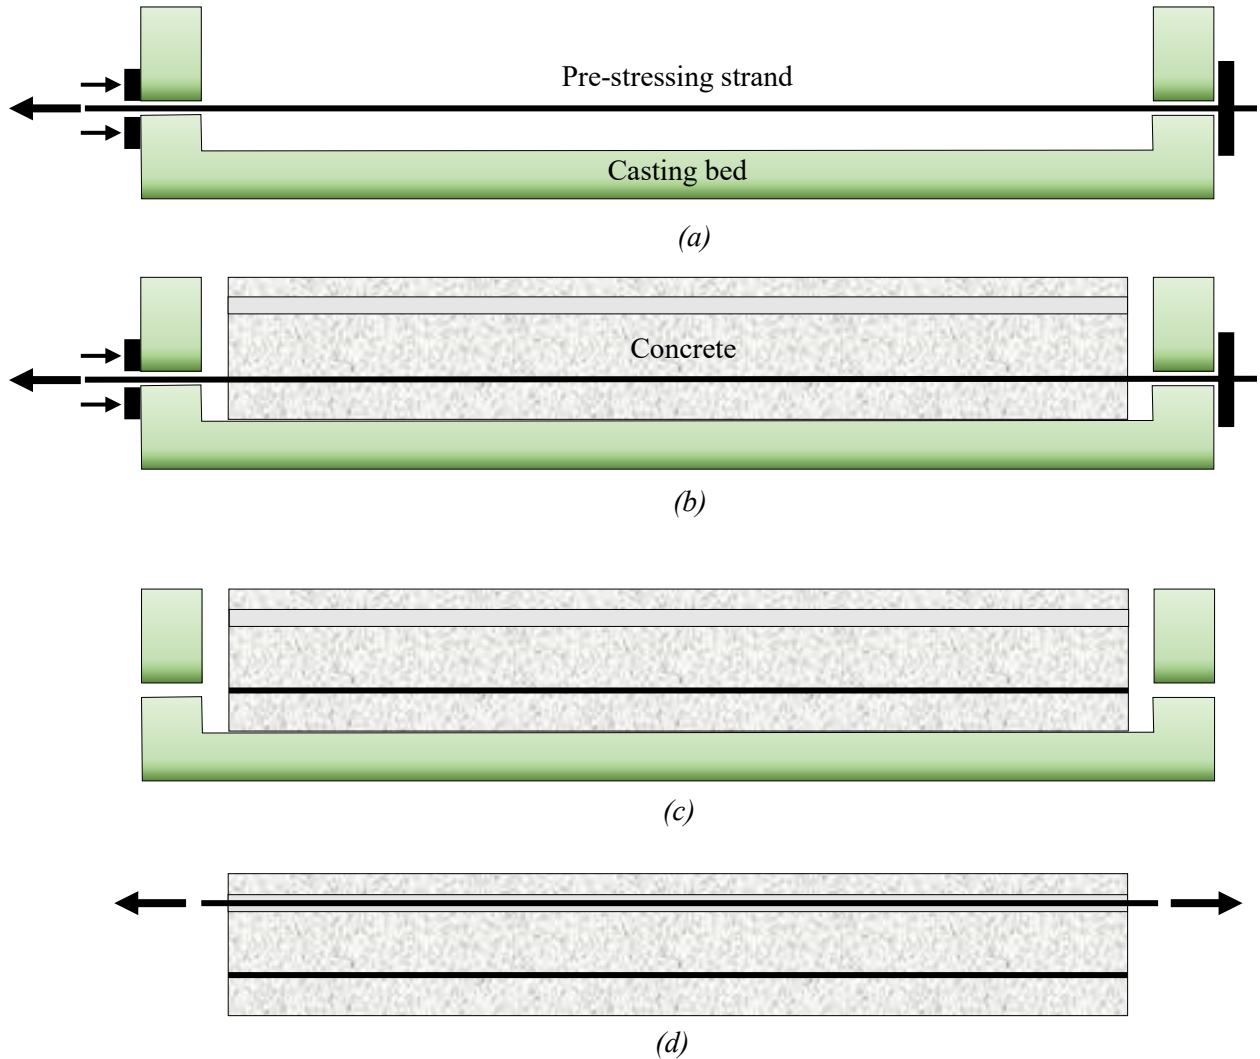 Pre-stressing strand
Casting bed
(a)
Concrete
(b)
(c)
(d)